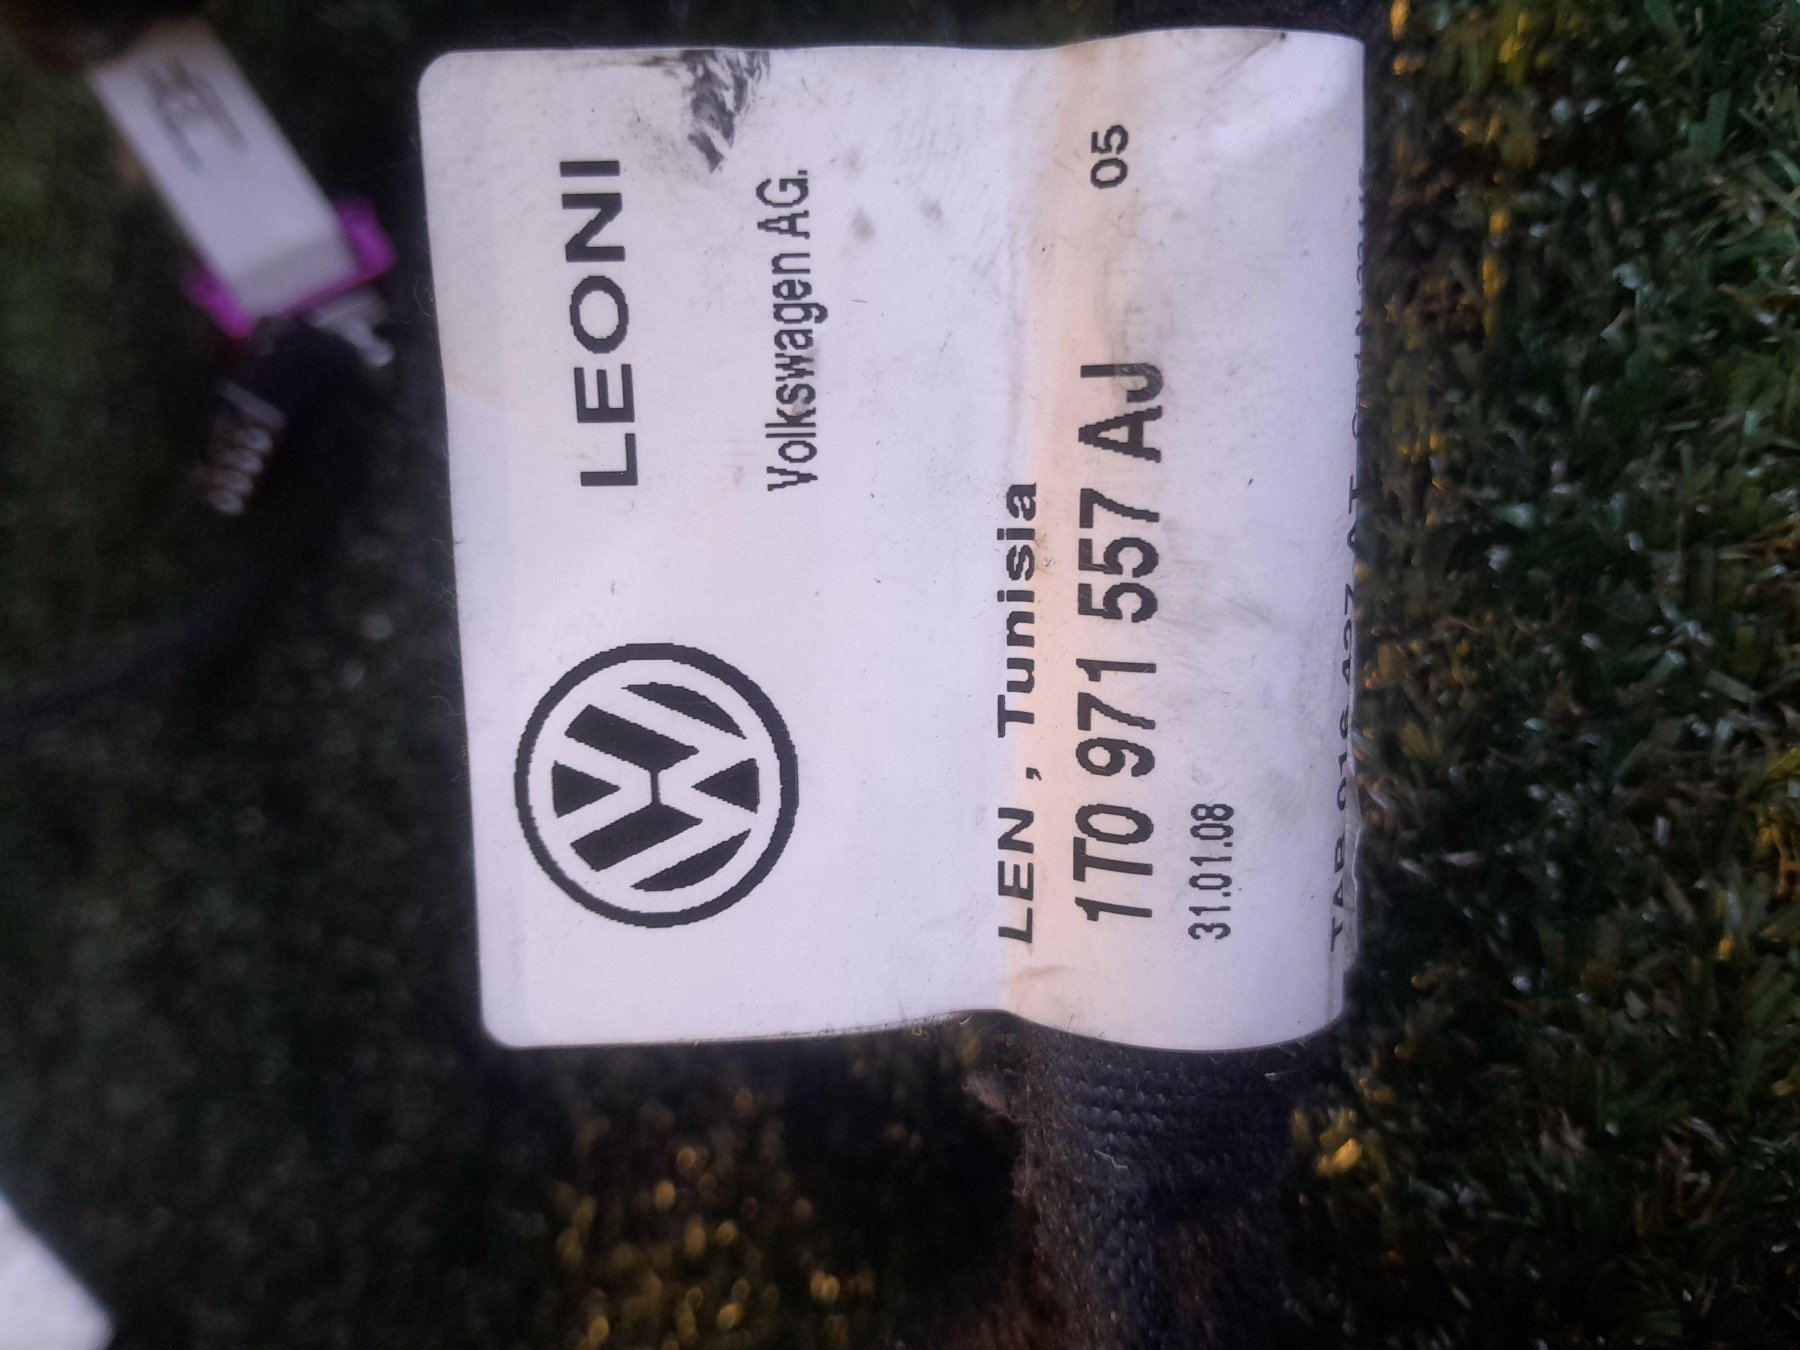 LEONI
Volkswagen AG.
LEN , Tunisia
1T0 971 557 AJ 05
31.01.08